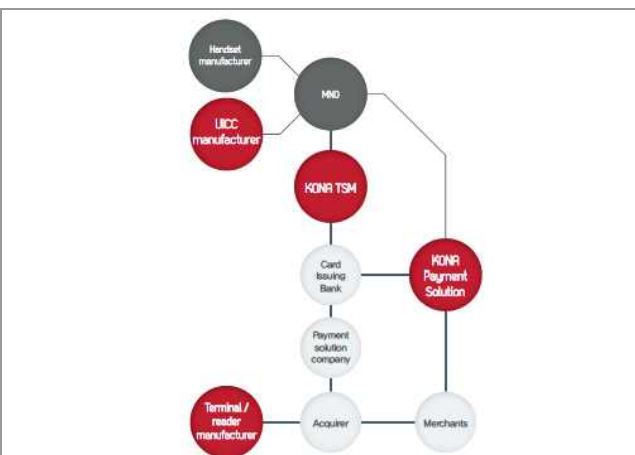 Handset
manufacturer
MNO
UICC
manufacturer
KONA TSM
Card
Issuing
Bank
KONA
Payment
Solution
Payment
solution
company
Terminal /
reader
manufacturer
Acquirer
Merchants